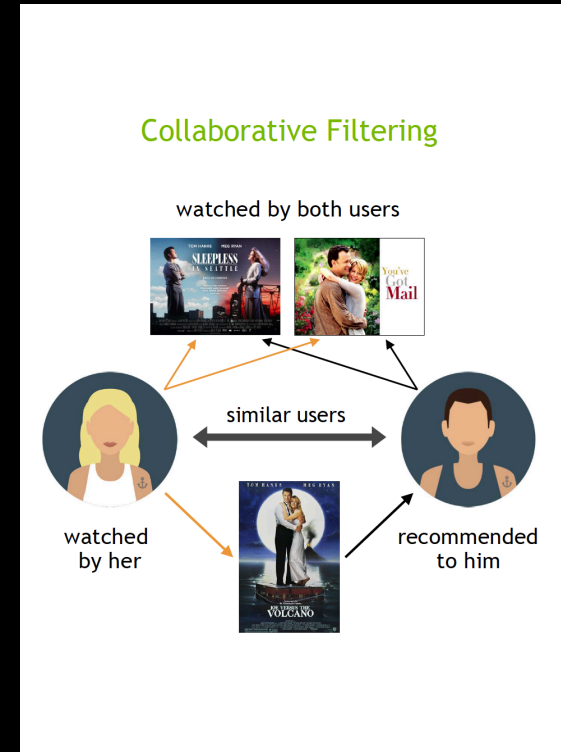 Collaborative Filtering
watched by both users
TOM HANKS MEG RYAN
SLEEPLESS
IN SEATTLE
You've
Got
Mail
similar users
watched
by her
TOM HANKS MEG RYAN
JOE VERSUS THE
VOLCANO
recommended
to him